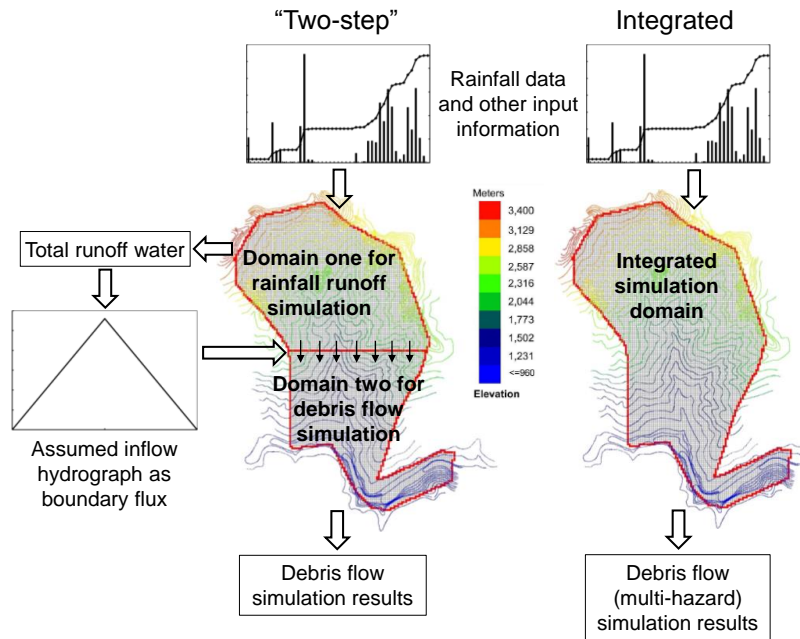 “Two-step”
Integrated
Rainfall data
and other input
information
Total runoff water
Domain one for
rainfall runoff
simulation
Meters
3,400
3,129
2,858
2,587
2,316
2,044
1,773
1,502
1,231
<=960
Elevation
Integrated
simulation
domain
Domain two for
debris flow
simulation
Assumed inflow
hydrograph as
boundary flux
Debris flow
simulation results
Debris flow
(multi-hazard)
simulation results